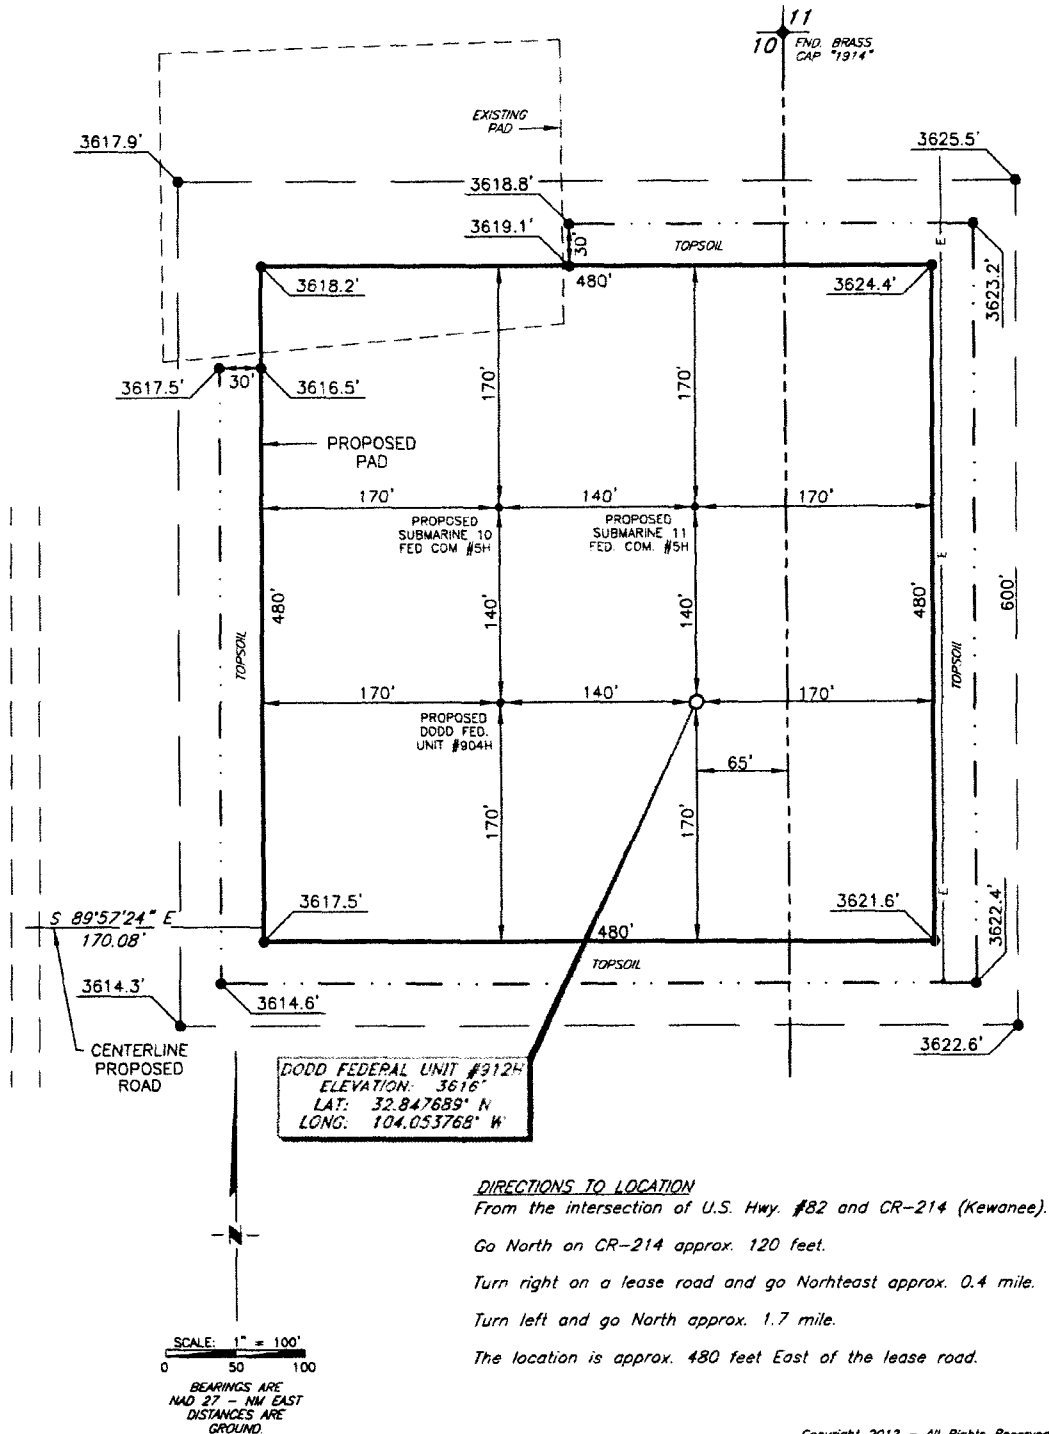 11
10
FND. BRASS
CAP "1914"
EXISTING
PAD
3617.9'
3625.5'
3618.8'
3619.1'
30'
TOPSOIL
E
480'
3618.2'
3624.4'
3623.2'
3617.5'
30'
3616.5'
170'
170'
PROPOSED
PAD
170'
140'
170'
PROPOSED
SUBMARINE 10
FED COM #5H
PROPOSED
SUBMARINE 11
FED. COM. #5H
E
480'
140'
140'
480'
600'
TOPSOIL
TOPSOIL
170'
140'
170'
PROPOSED
DODD FED.
UNIT #904H
65'
170'
170'
E
S 89°57'24" E
170.08'
3617.5'
3621.6'
3622.4'
480'
TOPSOIL
3614.3'
3614.6'
3622.6'
CENTERLINE
PROPOSED
ROAD
DODD FEDERAL UNIT #912H
ELEVATION: 3616'
LAT: 32.847689° N
LONG: 104.053768° W
N
SCALE: 1" = 100'
0 50 100
BEARINGS ARE
NAD 27 - NM EAST
DISTANCES ARE
GROUND.
DIRECTIONS TO LOCATION
From the intersection of U.S. Hwy. #82 and CR-214 (Kewanee).
Go North on CR-214 approx. 120 feet.
Turn right on a lease road and go Norhteast approx. 0.4 mile.
Turn left and go North approx. 1.7 mile.
The location is approx. 480 feet East of the lease road.